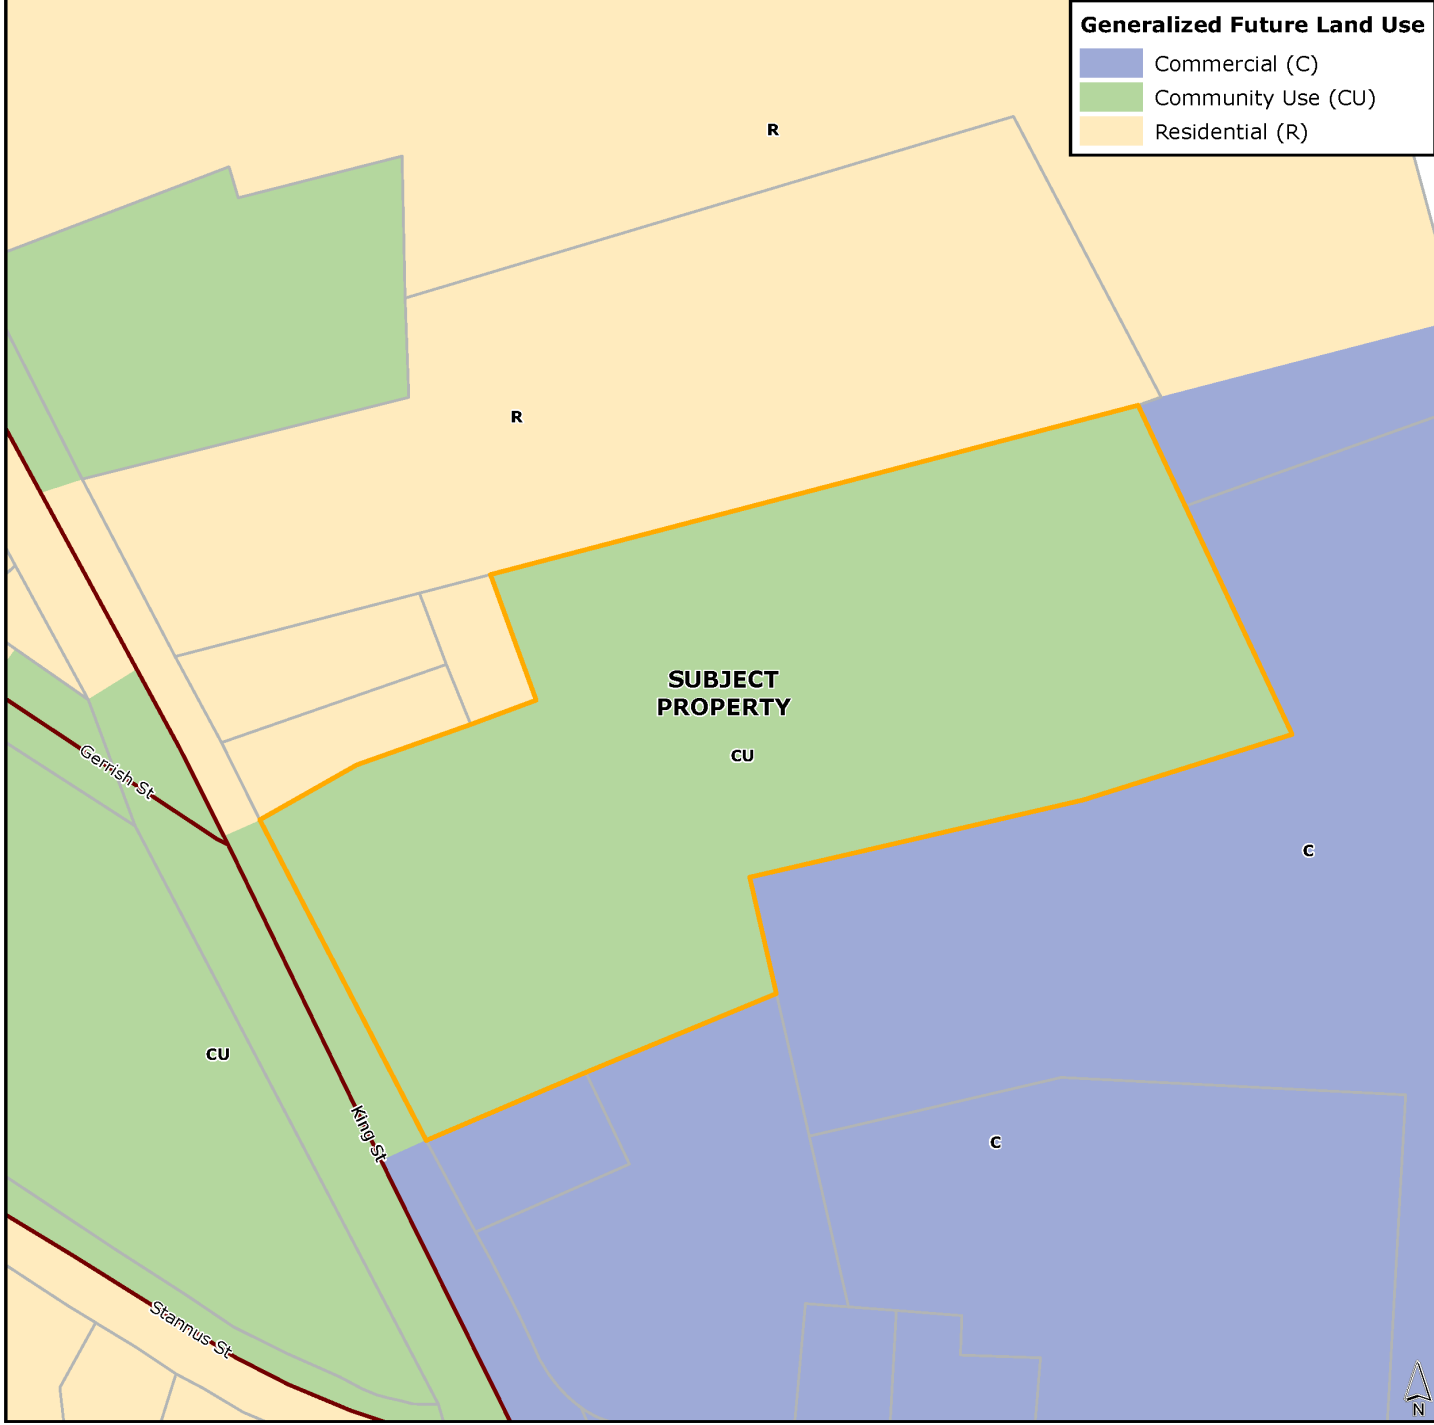 Generalized Future Land Use
Commercial (C)
Community Use (CU)
Residential (R)
R
R
SUBJECT
PROPERTY
CU
Gerrish St
C
CU
King St
C
Stannus St
N